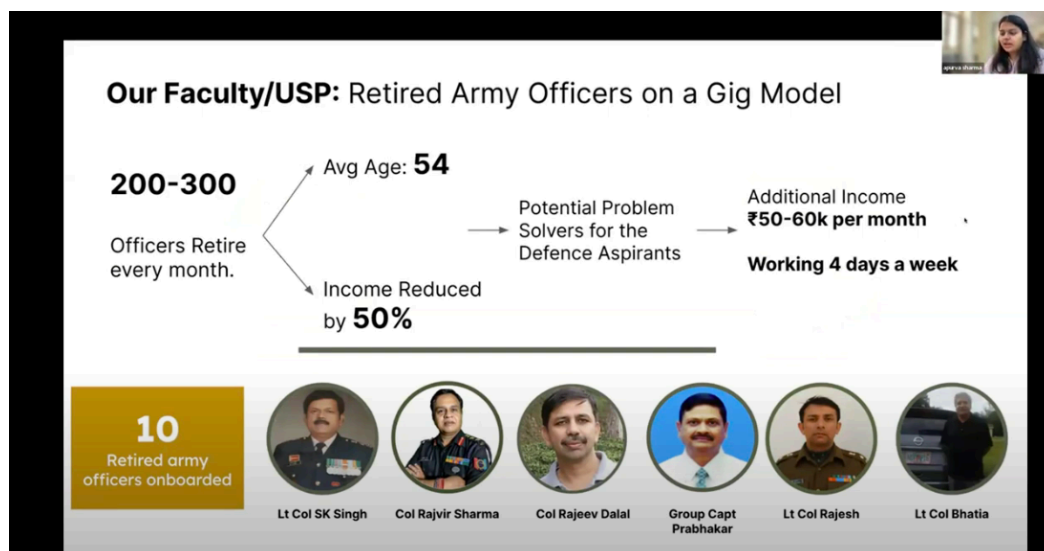 apurva sharma
Our Faculty/USP: Retired Army Officers on a Gig Model
200-300
Officers Retire
every month.
Avg Age: 54
Income Reduced
by 50%
Potential Problem
Solvers for the
Defence Aspirants
Additional Income
₹50-60k per month
Working 4 days a week
10
Retired army
officers onboarded
Lt Col SK Singh
Col Rajvir Sharma
Col Rajeev Dalal
Group Capt
Prabhakar
Lt Col Rajesh
Lt Col Bhatia